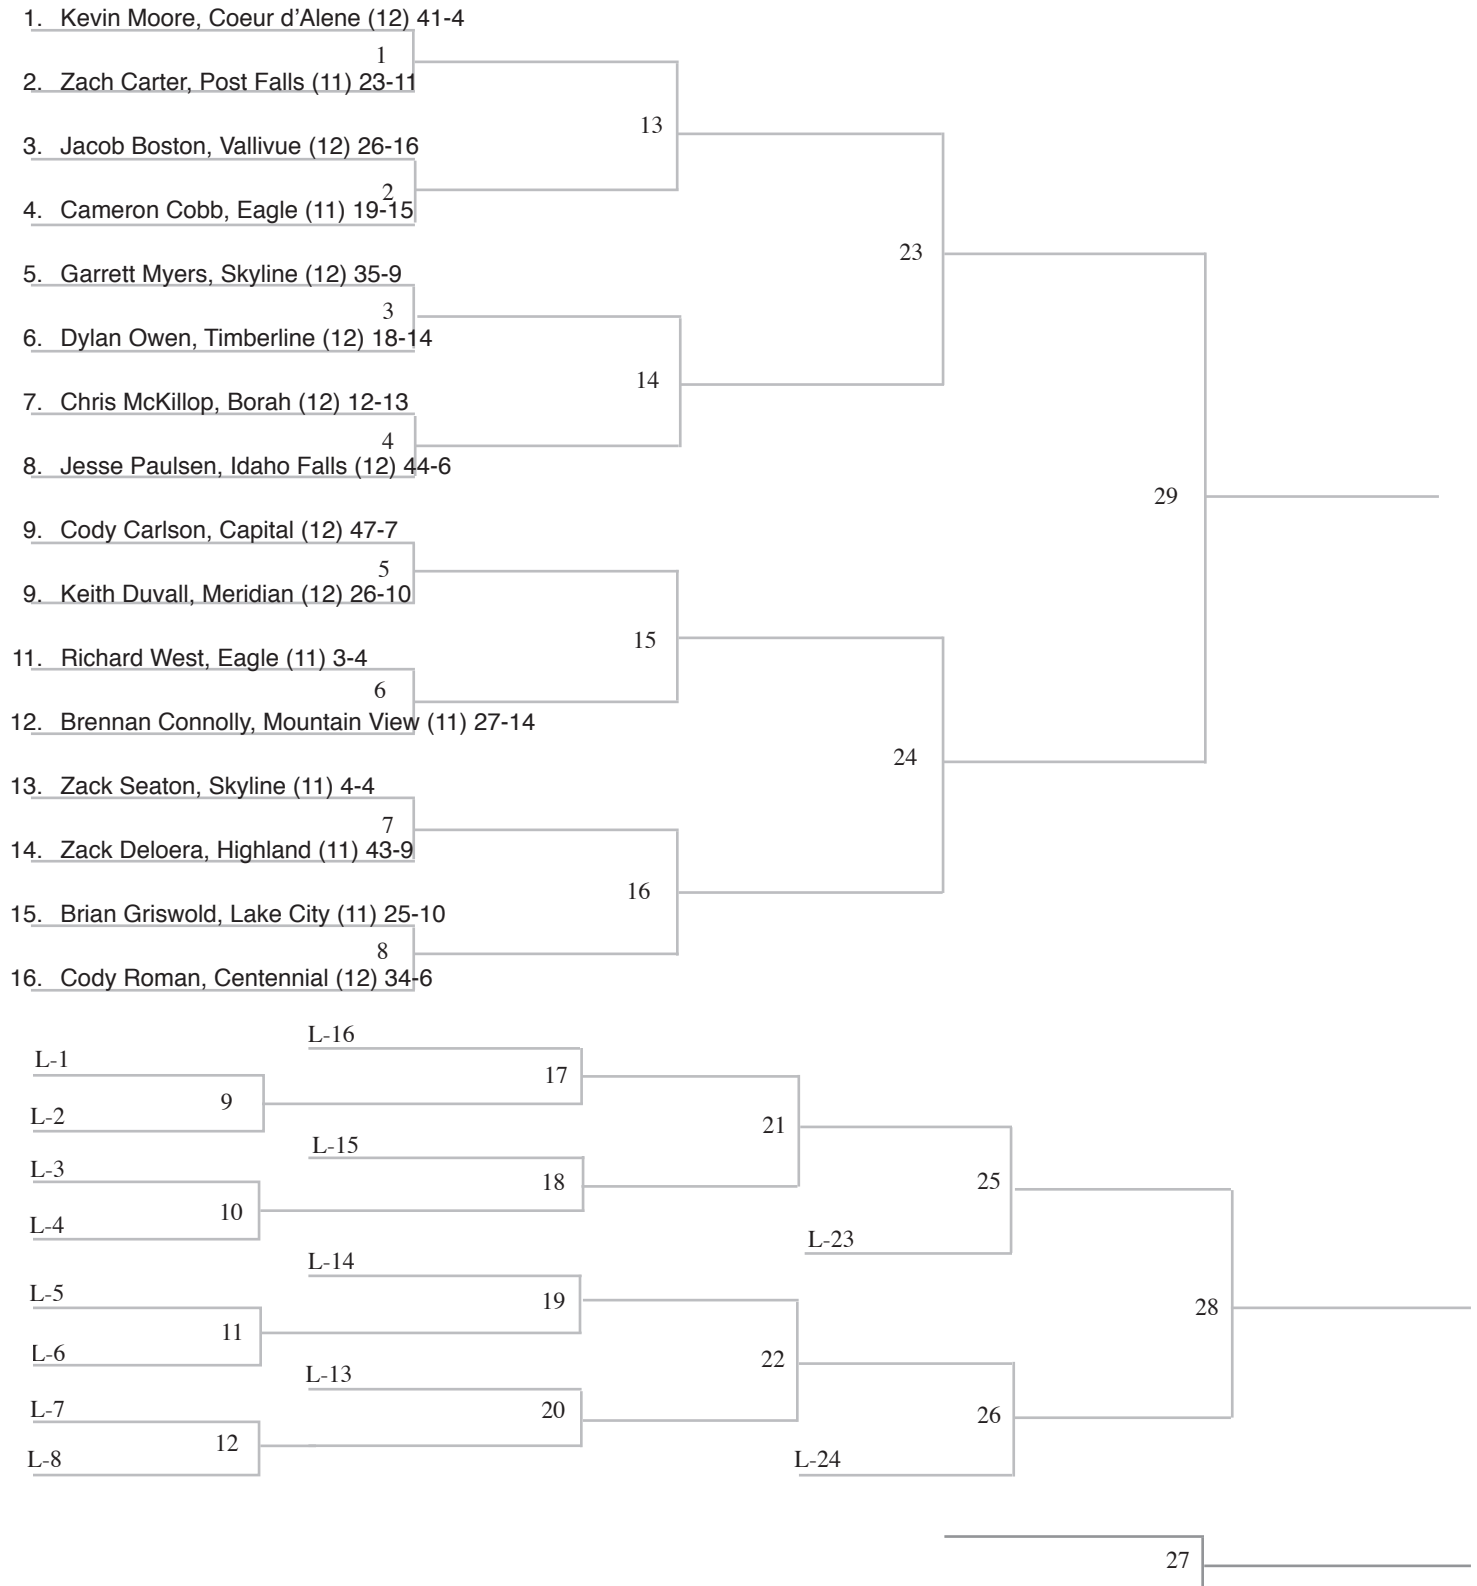 1. Kevin Moore, Coeur d’Alene (12) 41-4
1
2. Zach Carter, Post Falls (11) 23-11
13
3. Jacob Boston, Vallivue (12) 26-16
2
4. Cameron Cobb, Eagle (11) 19-15
23
5. Garrett Myers, Skyline (12) 35-9
3
6. Dylan Owen, Timberline (12) 18-14
14
7. Chris McKillop, Borah (12) 12-13
4
8. Jesse Paulsen, Idaho Falls (12) 44-6
29
9. Cody Carlson, Capital (12) 47-7
5
9. Keith Duvall, Meridian (12) 26-10
15
11. Richard West, Eagle (11) 3-4
6
12. Brennan Connolly, Mountain View (11) 27-14
24
13. Zack Seaton, Skyline (11) 4-4
7
14. Zack Deloera, Highland (11) 43-9
16
15. Brian Griswold, Lake City (11) 25-10
8
16. Cody Roman, Centennial (12) 34-6
L-16
L-1
17
9
L-2
21
L-15
L-3
18
25
10
L-4
L-23
L-14
L-5
19
28
11
L-6
22
L-13
L-7
20
26
12
L-8
L-24
27